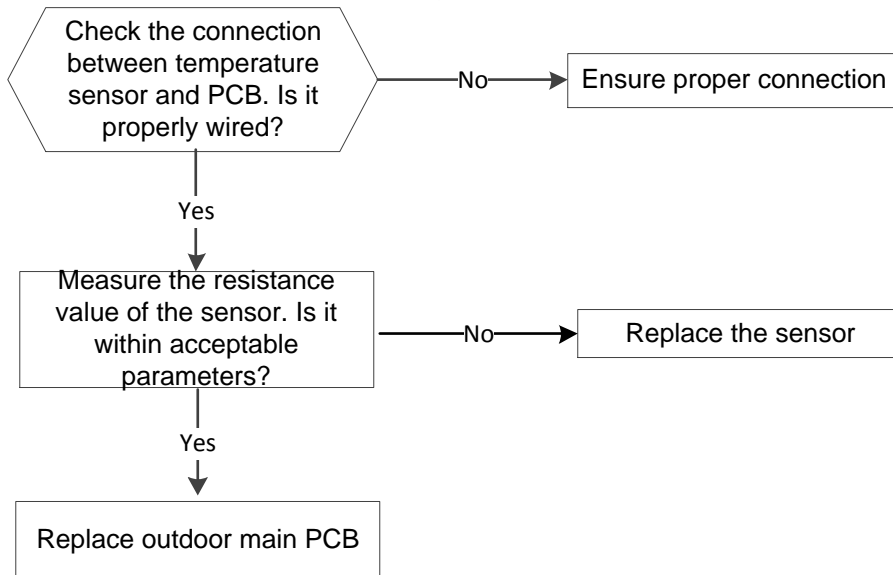 Check the connection
between temperature
sensor and PCB. Is it
properly wired?
No
Ensure proper connection
Yes
Measure the resistance
value of the sensor. Is it
within acceptable
parameters?
No
Replace the sensor
Yes
Replace outdoor main PCB